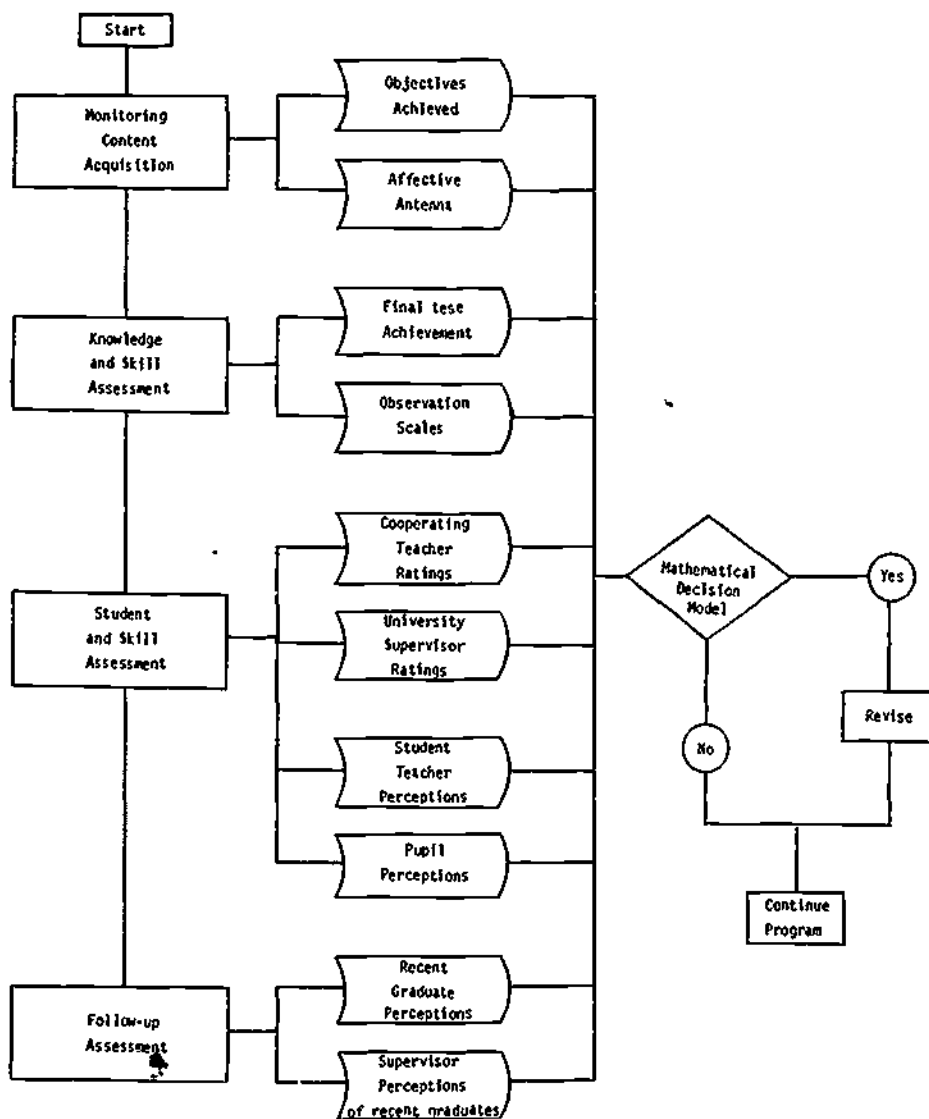 Start
Monitoring
Content
Acquisition
Objectives
Achieved
Affective
Antenna
Knowledge
and Skill
Assessment
Final tese
Achievement
Observation
Scales
Student
and Skill
Assessment
Cooperating
Teacher
Ratings
University
Supervisor
Ratings
Student
Teacher
Perceptions
Pupil
Perceptions
Follow-up
Assessment
Recent
Graduate
Perceptions
Supervisor
Perceptions
of recent graduates
Mathematical
Decision
Model
Yes
No
Revise
Continue
Program